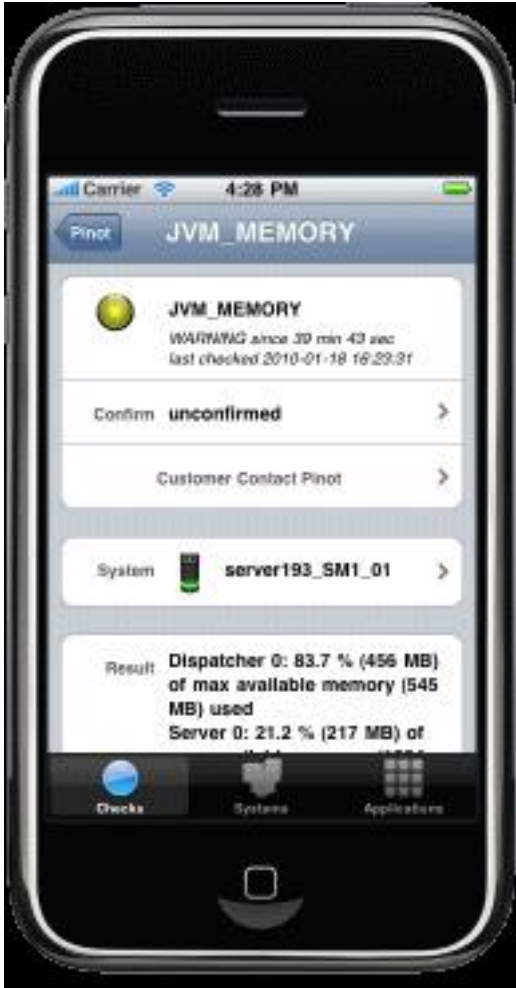 Carrier 4:28 PM
Pinot JVM_MEMORY
JVM_MEMORY
WARNING since 39 min 43 sec
last checked 2010-01-18 16:23:31
Confirm unconfirmed
Customer Contact Pinot
System server193_SM1_01
Result Dispatcher 0: 83.7 % (456 MB)
of max available memory (545
MB) used
Server 0: 21.2 % (217 MB) of
Checks Systems Applications